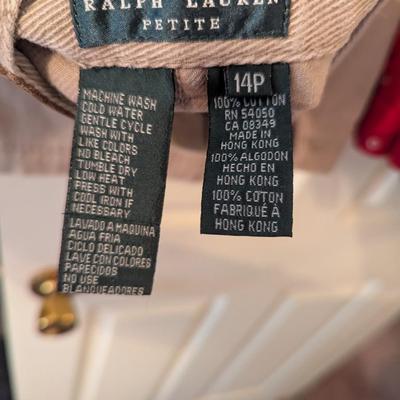 RALPH LAUREN
PETITE
MACHINE WASH
COLD WATER
GENTLE CYCLE
WASH WITH
LIKE COLORS
NO BLEACH
TUMBLE DRY
LOW HEAT
PRESS WITH
COOL IRON IF
NECESSARY
LAVADO A MAQUINA
AGUA FRIA
CICLO DELICADO
LAVE CON COLORES
PARECIDOS
NO USE
BLANQUEADORES
14P
100% COTTON
RN 54050
CA 08349
MADE IN
HONG KONG
100% ALGODON
HECHO EN
HONG KONG
100% COTON
FABRIQUÉ À
HONG KONG